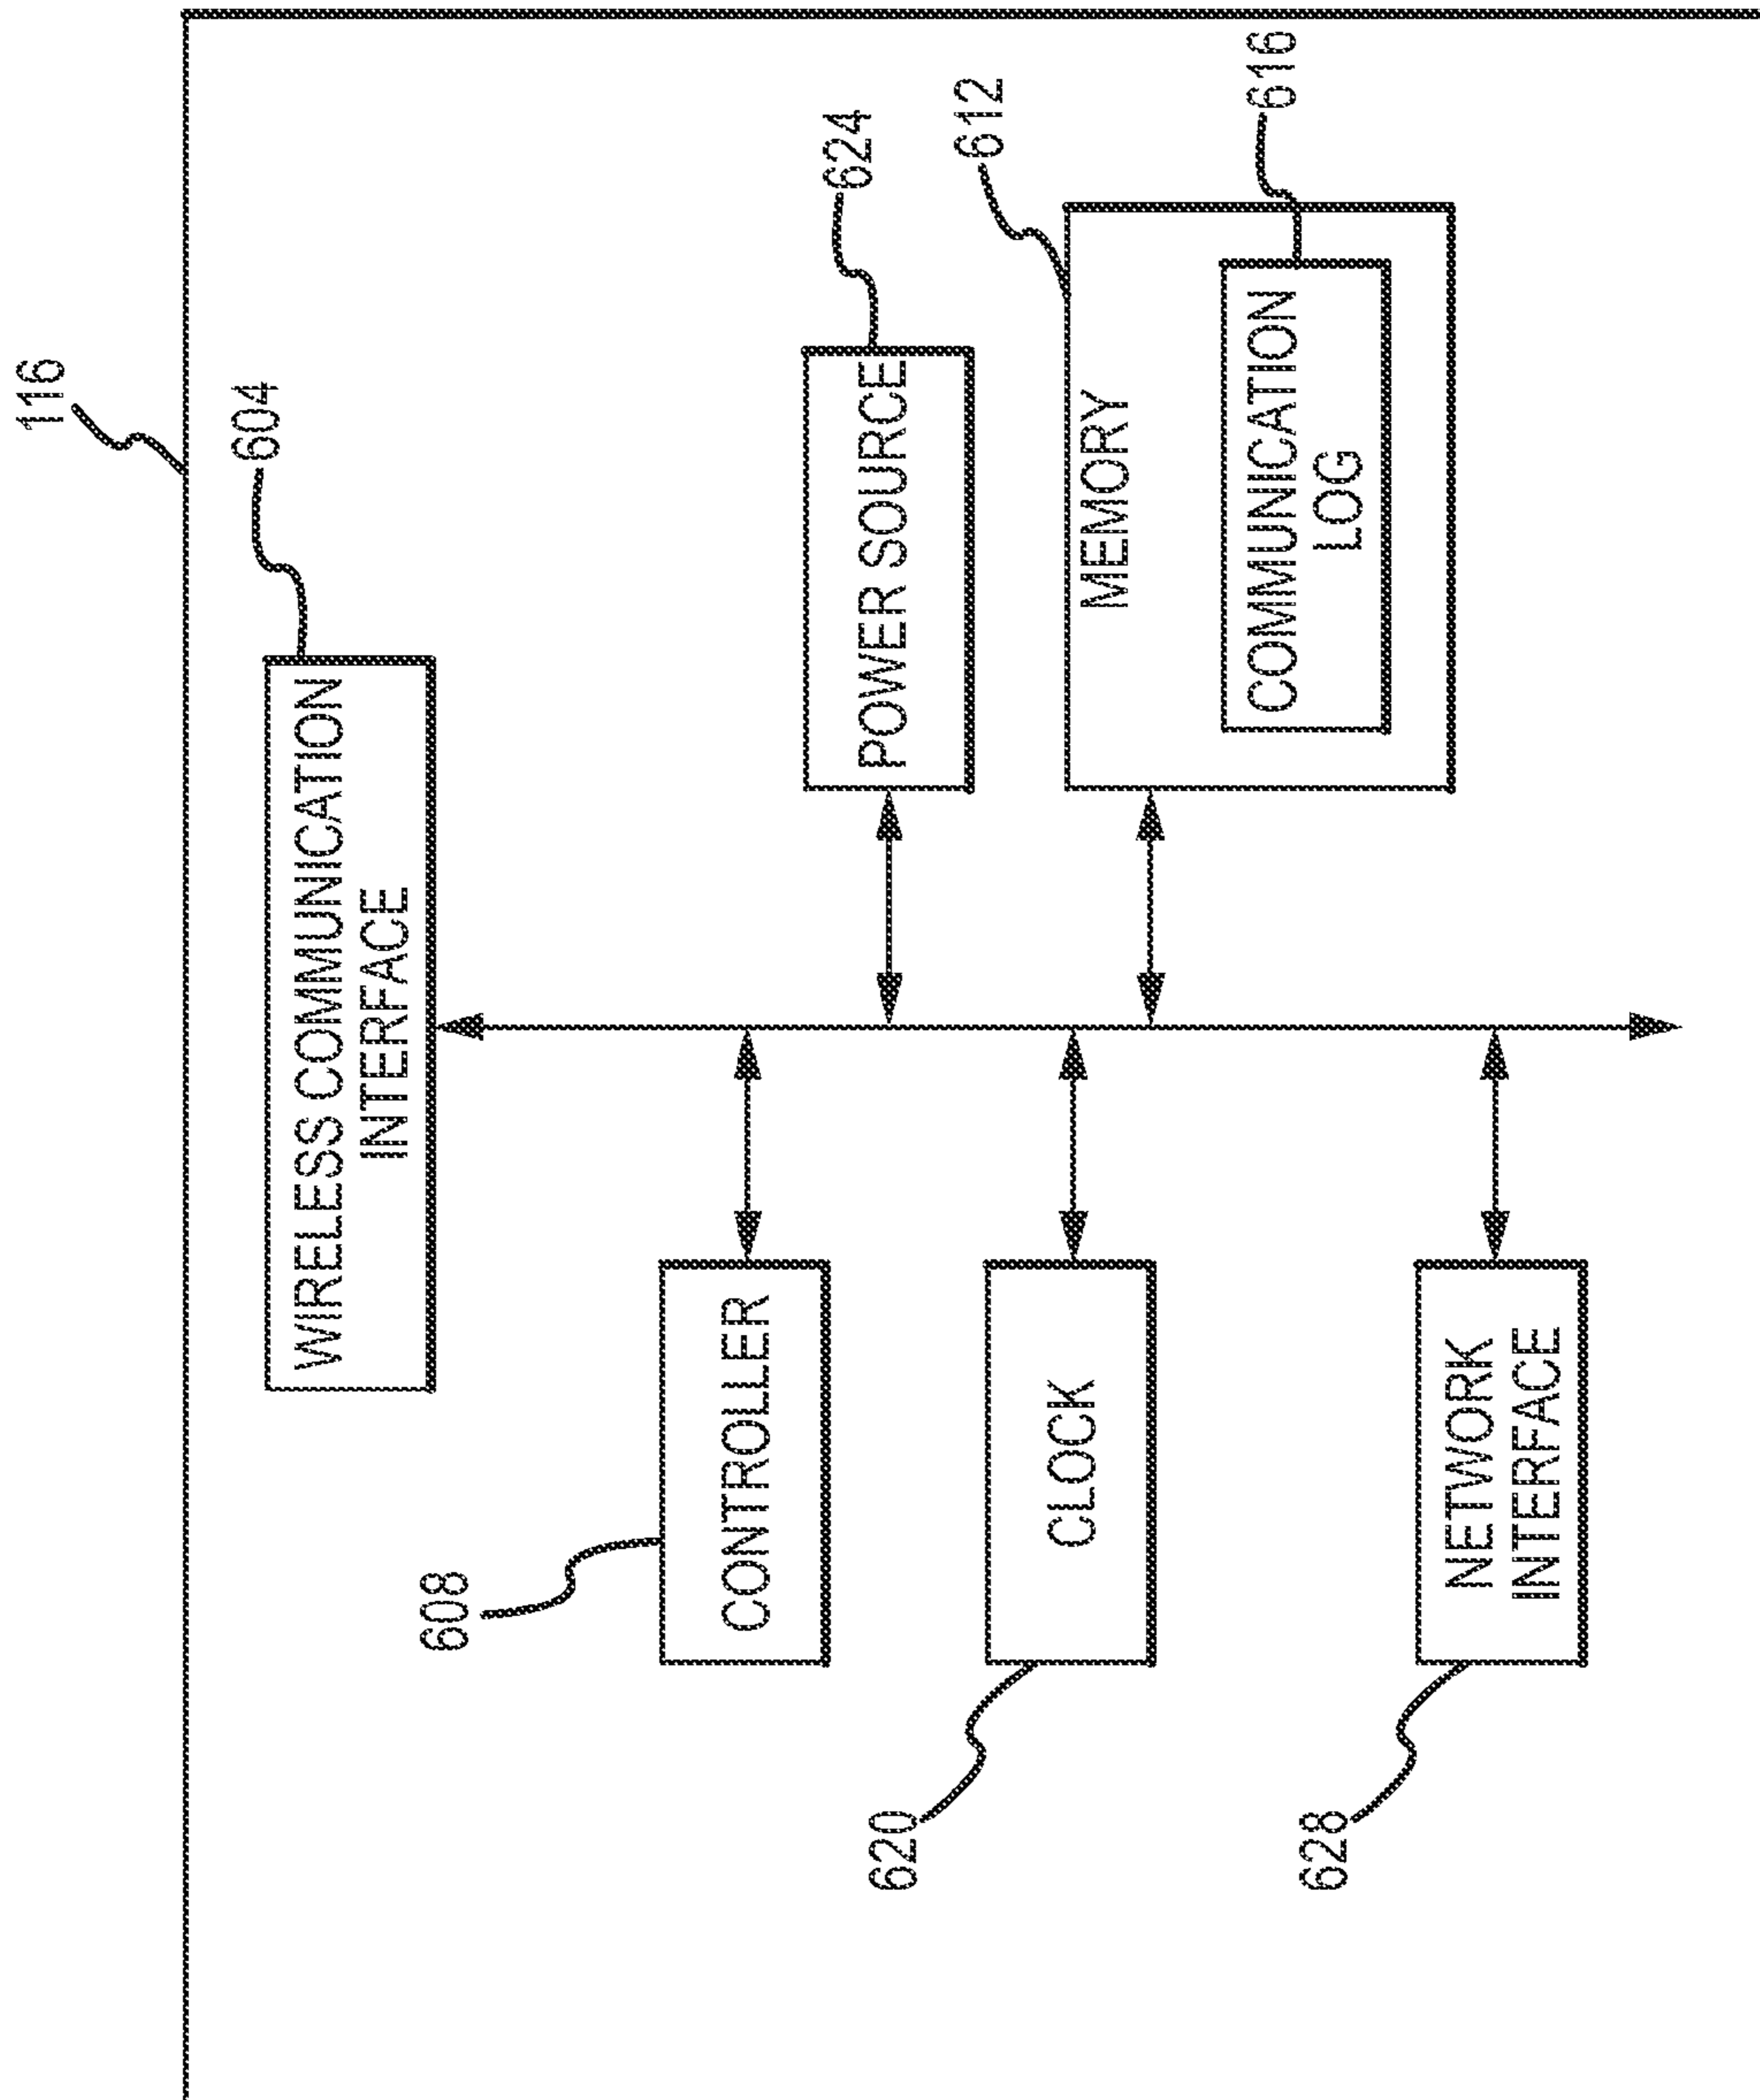 116
604
WIRELESS COMMUNICATION
INTERFACE
608
CONTROLLER
624
POWER SOURCE
620
CLOCK
612
MEMORY
616
COMMUNICATION
LOG
628
NETWORK
INTERFACE